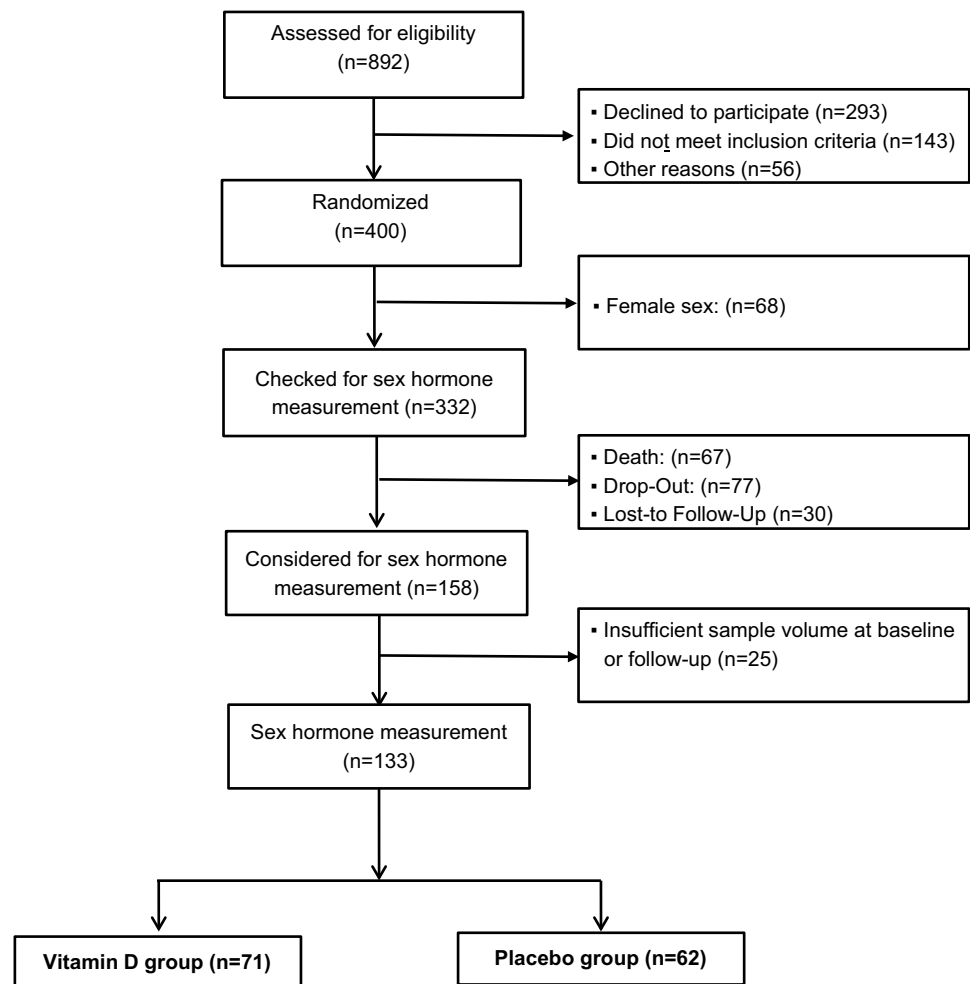 Assessed for eligibility
(n=892)
▪ Declined to participate (n=293)
▪ Did not meet inclusion criteria (n=143)
▪ Other reasons (n=56)
Randomized
(n=400)
▪ Female sex: (n=68)
Checked for sex hormone
measurement (n=332)
▪ Death: (n=67)
▪ Drop-Out: (n=77)
▪ Lost-to Follow-Up (n=30)
Considered for sex hormone
measurement (n=158)
▪ Insufficient sample volume at baseline
or follow-up (n=25)
Sex hormone measurement
(n=133)
Vitamin D group (n=71)
Placebo group (n=62)